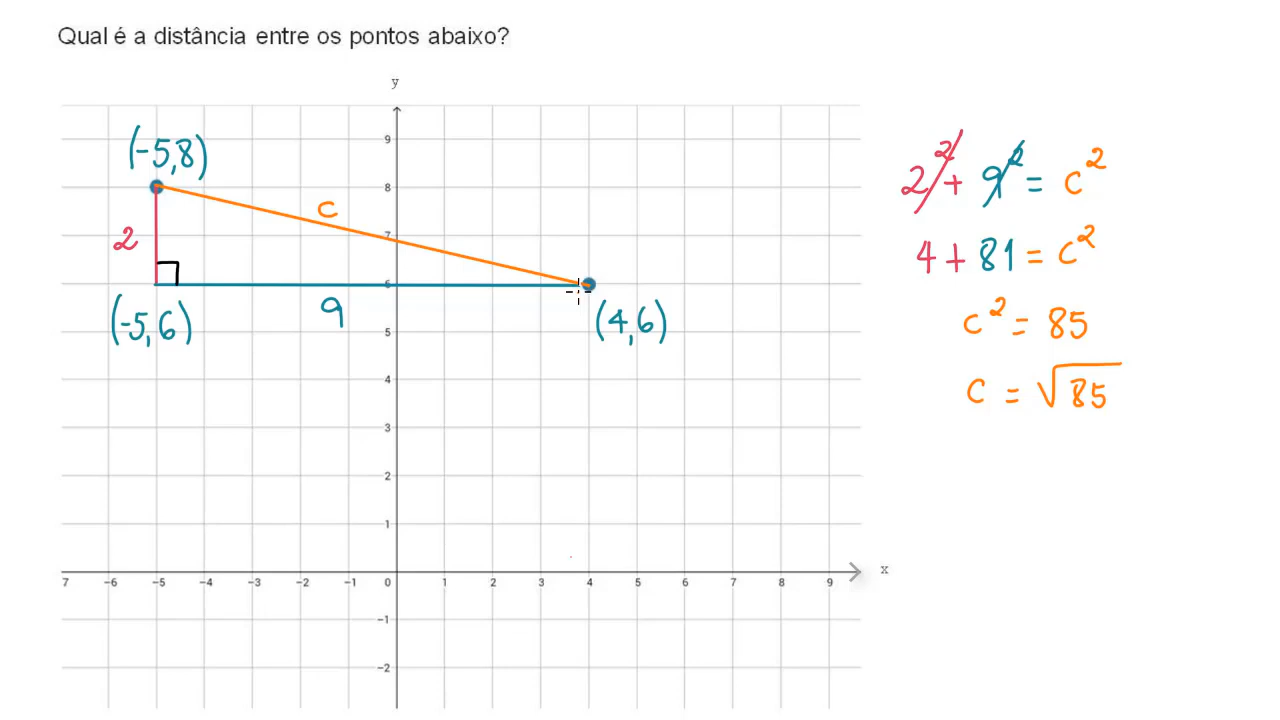 Qual é a distância entre os pontos abaixo?
y
9
(-5,8)
8
c
7
2
6
(-5,6)
9
(4,6)
5
4
3
2
1
7 −6 −5 −4 −3 −2 −1 0 1 2 3 4 5 6 7 8 9
x
−1
−2
2² + 9² = c²
4 + 81 = c²
c² = 85
c = √85